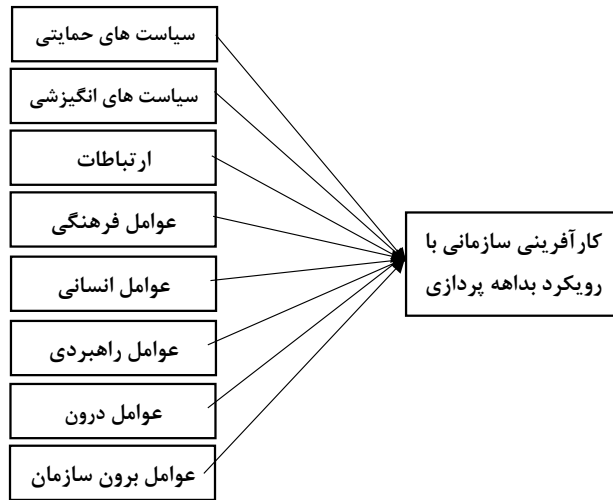 سیاست های حمایتی
سیاست های انگیزشی
ارتباطات
عوامل فرهنگی
عوامل انسانی
عوامل راهبردی
عوامل درون
عوامل برون سازمان
کارآفرینی سازمانی با
رویکرد بداهه پردازی